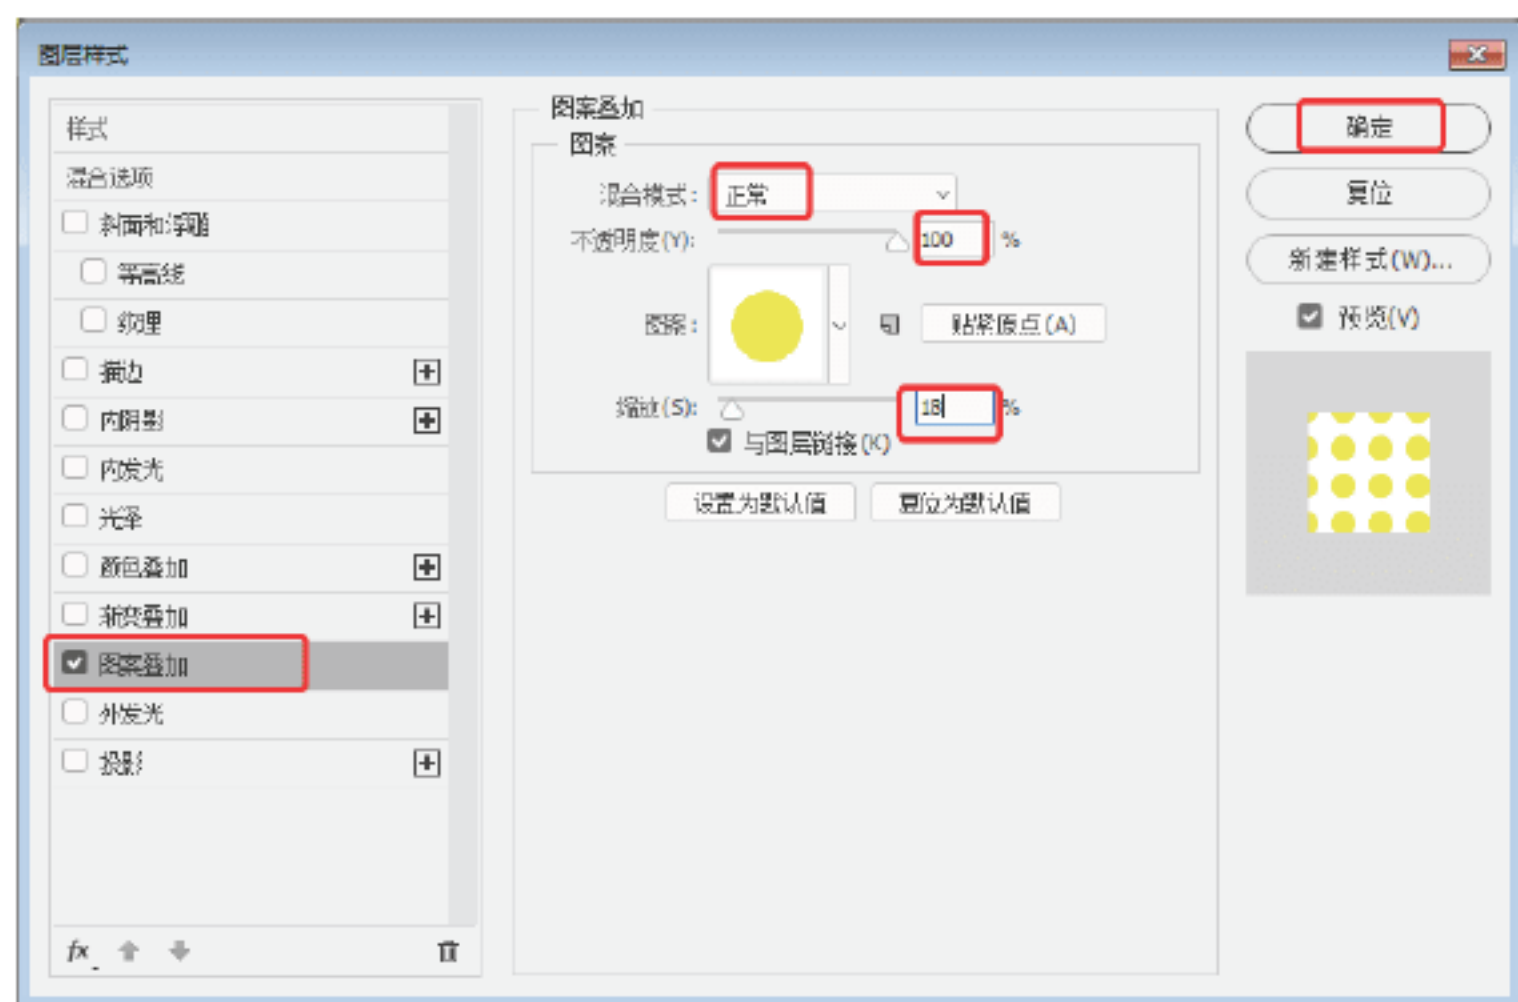 图层样式
样式
混合选项
斜面和浮雕
等高线
纹理
描边
内阴影
内发光
光泽
颜色叠加
渐变叠加
图案叠加
外发光
投影
fx
图案叠加
图案
混合模式: 正常
不透明度(Y): 100 %
图案: 贴紧原点(A)
缩放(S): 18 %
与图层链接(K)
设置为默认值 复位为默认值
确定
复位
新建样式(W)...
预览(V)